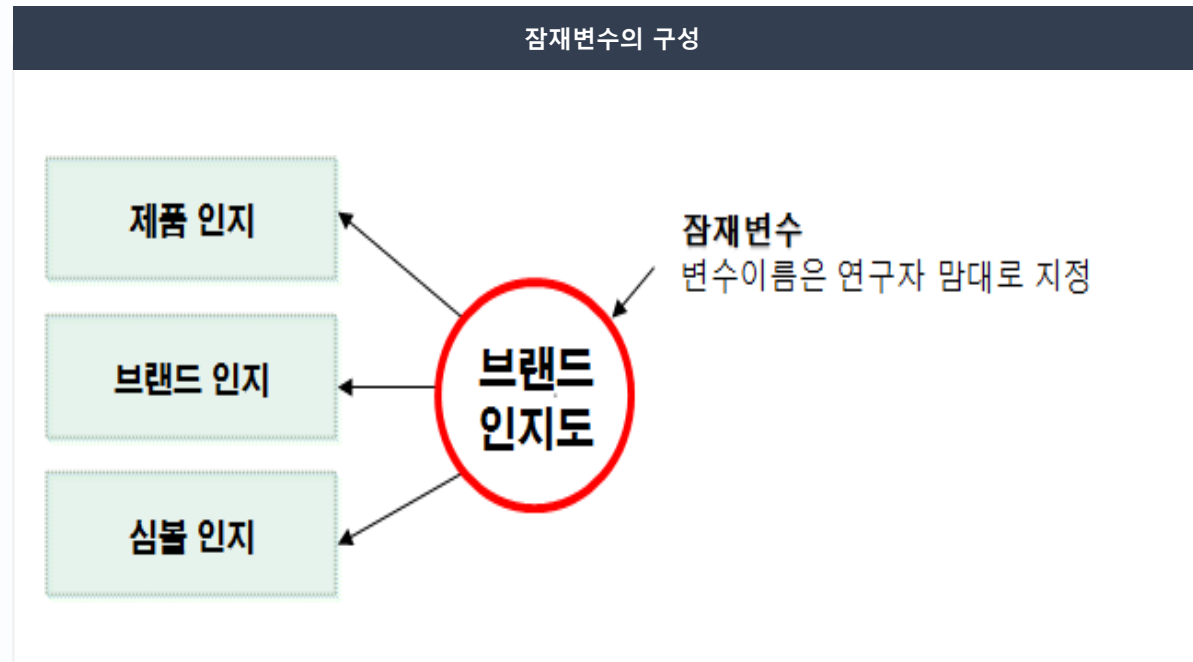 잠재변수의 구성
제품 인지
브랜드 인지
심볼 인지
브랜드
인지도
잠재변수
변수이름은 연구자 맘대로 지정